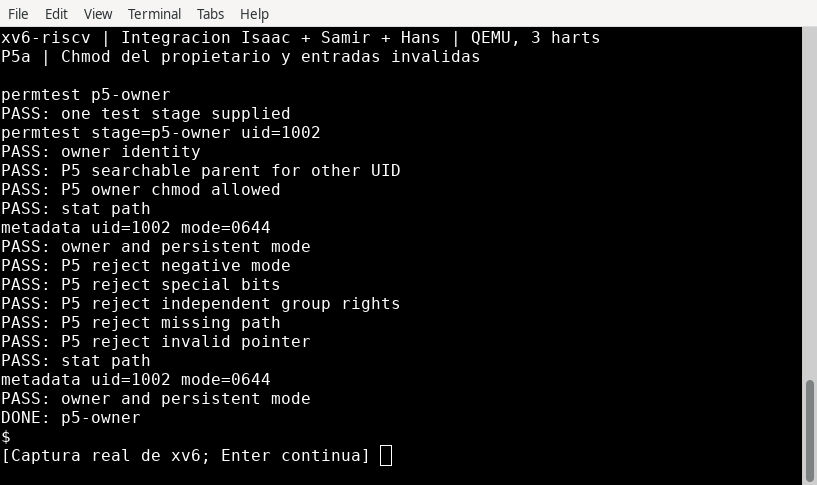 File Edit View Terminal Tabs Help
xv6-riscv | Integracion Isaac + Samir + Hans | QEMU, 3 harts
P5a | Chmod del propietario y entradas invalidas
permtest p5-owner
PASS: one test stage supplied
permtest stage=p5-owner uid=1002
PASS: owner identity
PASS: P5 searchable parent for other UID
PASS: P5 owner chmod allowed
PASS: stat path
metadata uid=1002 mode=0644
PASS: owner and persistent mode
PASS: P5 reject negative mode
PASS: P5 reject special bits
PASS: P5 reject independent group rights
PASS: P5 reject missing path
PASS: P5 reject invalid pointer
PASS: stat path
metadata uid=1002 mode=0644
PASS: owner and persistent mode
DONE: p5-owner
$
[Captura real de xv6; Enter continua]